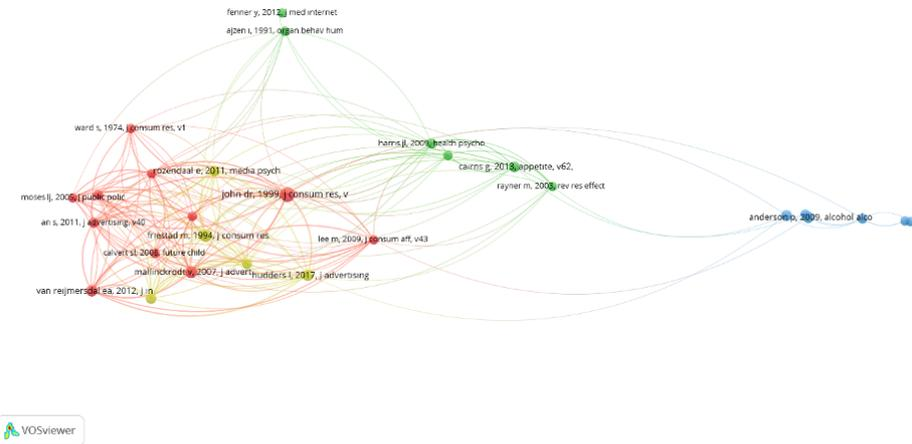 fenner y, 2012, j med internet
ajzen i, 1991, organ behav hum
ward s, 1974, j consum res, v1
harris jl, 2009, health psycho
cairns g, 2013, appetite, v62,
rozendaal e, 2011, media psych
rayner m, 2003, rev res effect
john dr, 1999, j consum res, v
moses lj, 2005, j public polic
anderson p, 2009, alcohol alco
an s, 2011, j advertising, v40
friestad m, 1994, j consum res
lee m, 2009, j consum aff, v43
calvert sl, 2008, future child
mallinckrodt v, 2007, j advert
hudders l, 2017, j advertising
van reijmersdal ea, 2012, j in
VOSviewer